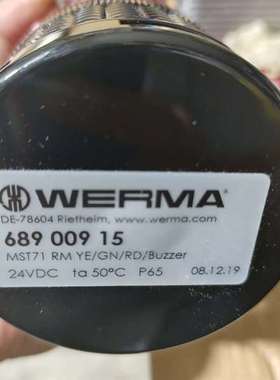 WERMA®
DE-78604 Rietheim, www.werma.com
689 009 15
MST71 RM YE/GN/RD/Buzzer
24VDC ta 50°C P65 08.12.19